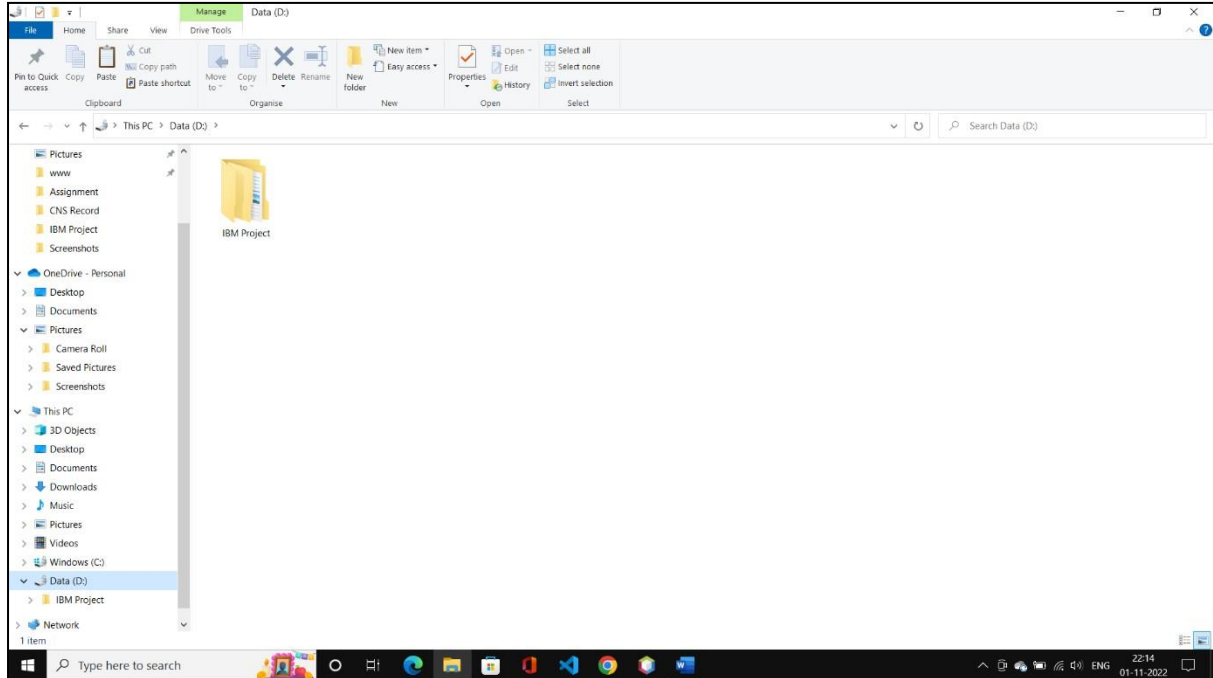 Manage Data (D:)
File Home Share View Drive Tools
Pin to Quick access
Copy
Paste
Cut
Copy path
Paste shortcut
Clipboard
Move to
Copy to
Delete
Rename
Organise
New folder
New item
Easy access
New
Properties
Open
Edit
History
Open
Select all
Select none
Invert selection
Select
This PC > Data (D:) >
Search Data (D:)
Pictures
www
Assignment
CNS Record
IBM Project
Screenshots
OneDrive - Personal
Desktop
Documents
Pictures
Camera Roll
Saved Pictures
Screenshots
This PC
3D Objects
Desktop
Documents
Downloads
Music
Pictures
Videos
Windows (C:)
Data (D:)
IBM Project
Network
IBM Project
1 item
Type here to search
ENG
22:14
01-11-2022